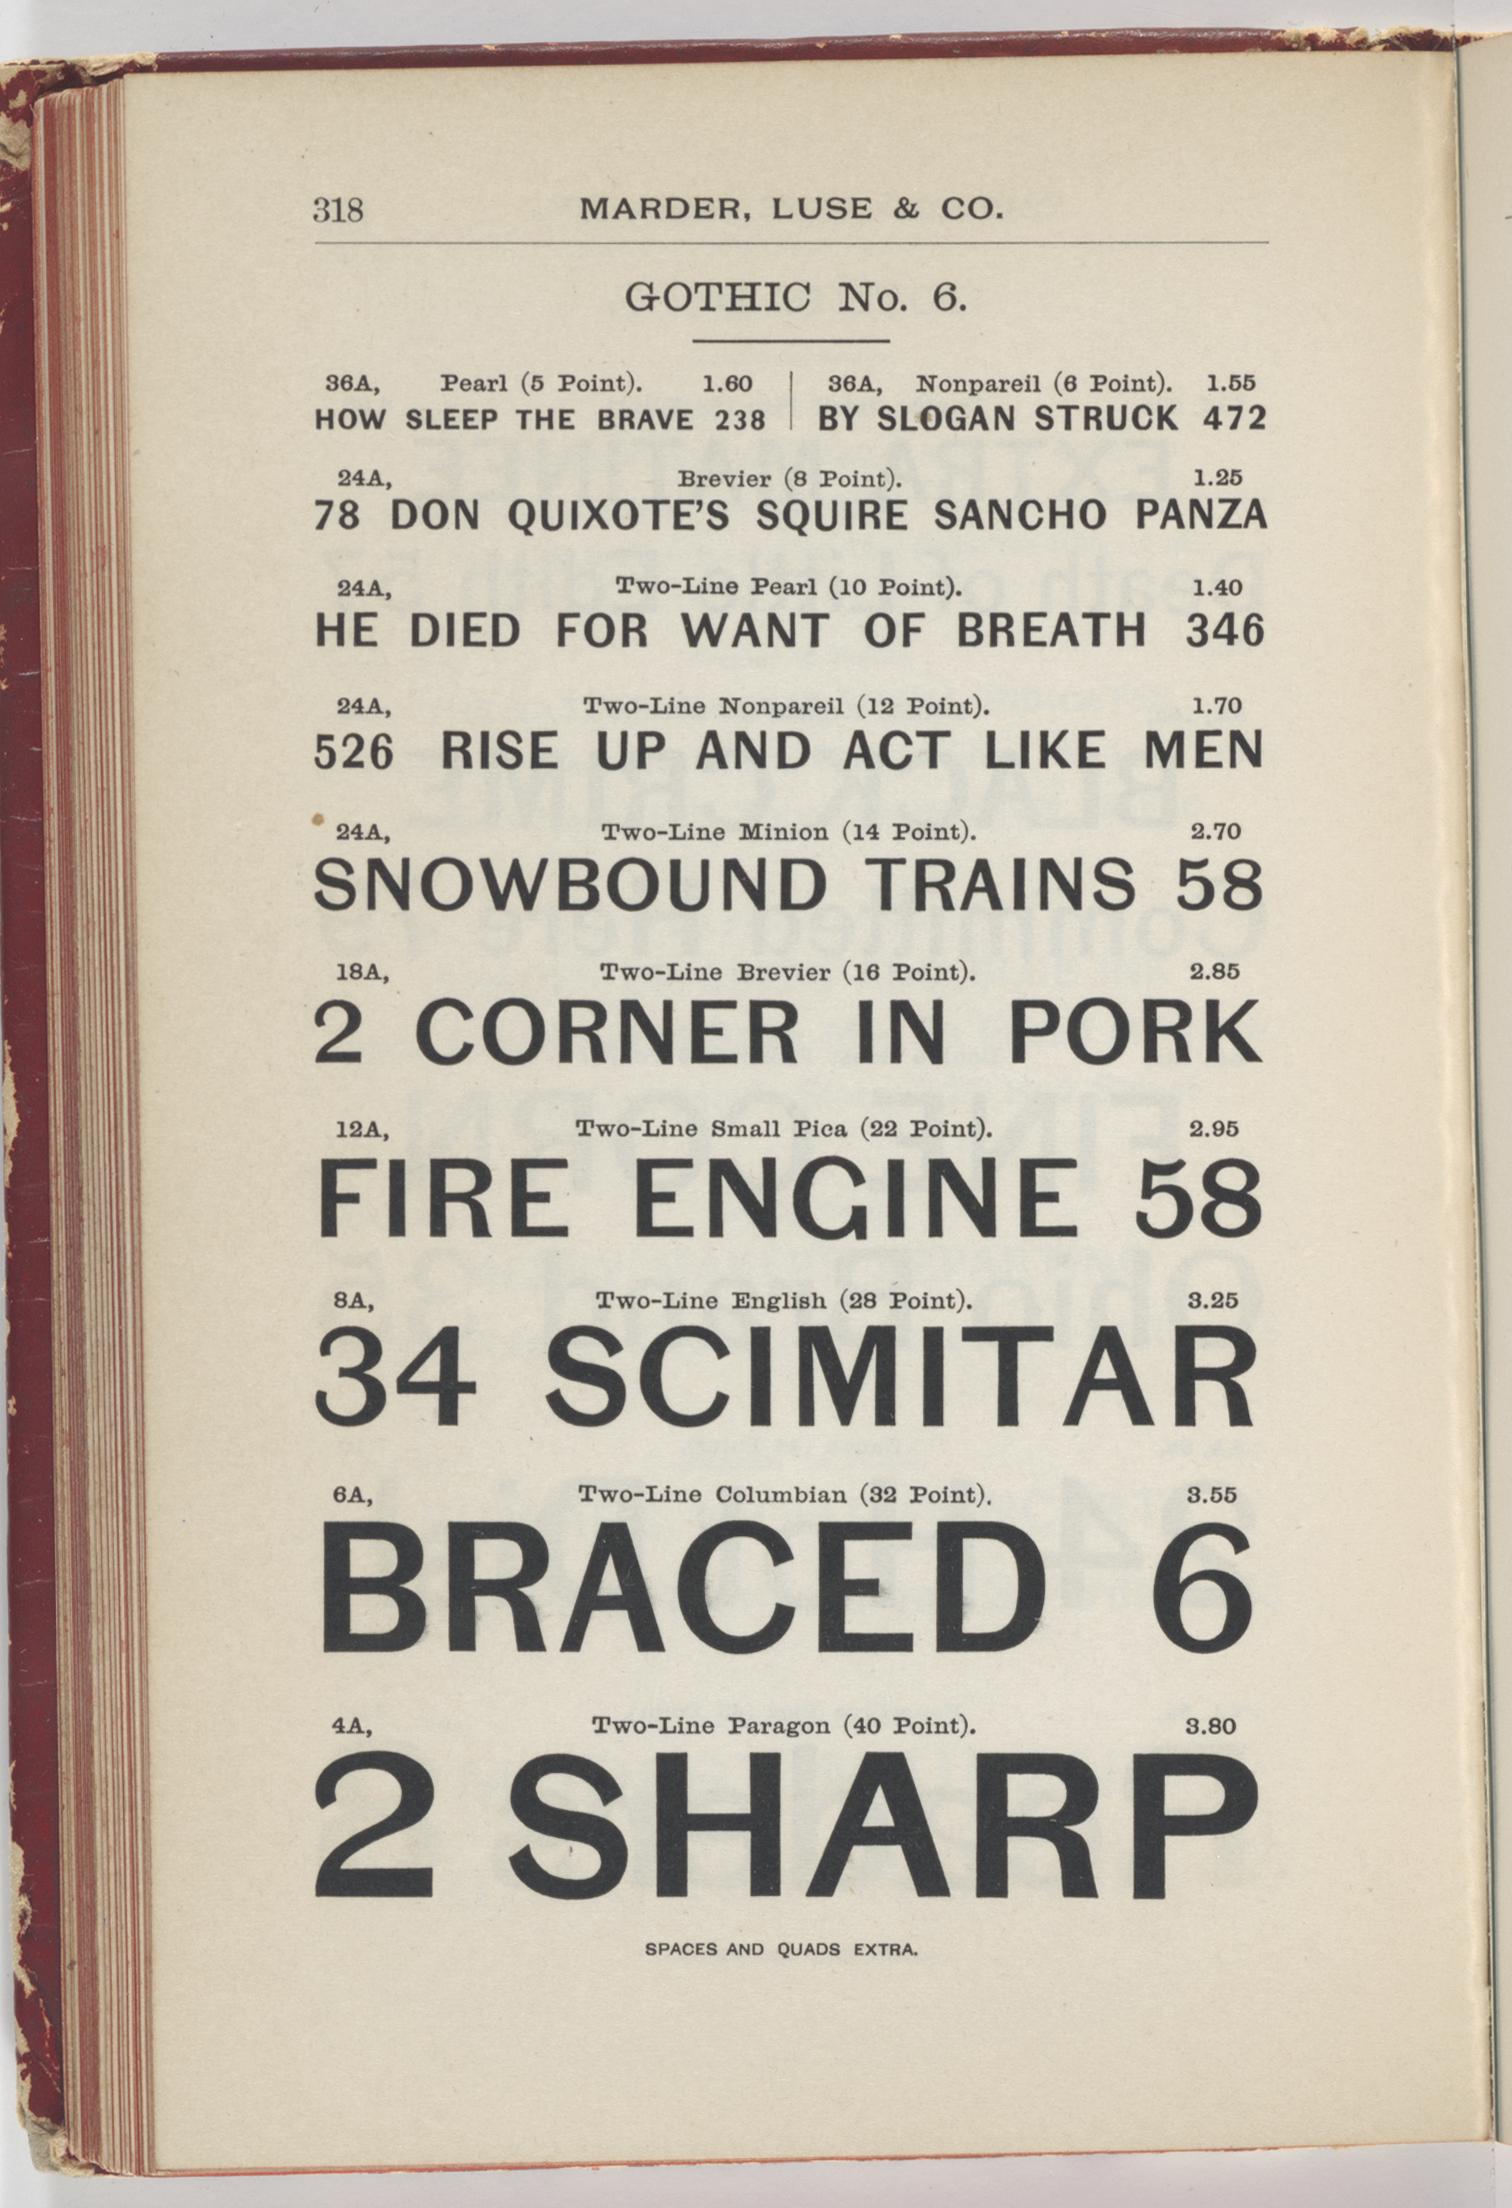 318 MARDER, LUSE & CO.
GOTHIC No. 6.
36A, Pearl (5 Point). 1.60
HOW SLEEP THE BRAVE 238
36A, Nonpareil (6 Point). 1.55
BY SLOGAN STRUCK 472
24A, Brevier (8 Point). 1.25
78 DON QUIXOTE'S SQUIRE SANCHO PANZA
24A, Two-Line Pearl (10 Point). 1.40
HE DIED FOR WANT OF BREATH 346
24A, Two-Line Nonpareil (12 Point). 1.70
526 RISE UP AND ACT LIKE MEN
24A, Two-Line Minion (14 Point). 2.70
SNOWBOUND TRAINS 58
18A, Two-Line Brevier (16 Point). 2.85
2 CORNER IN PORK
12A, Two-Line Small Pica (22 Point). 2.95
FIRE ENGINE 58
8A, Two-Line English (28 Point). 3.25
34 SCIMITAR
6A, Two-Line Columbian (32 Point). 3.55
BRACED 6
4A, Two-Line Paragon (40 Point). 3.80
2 SHARP
SPACES AND QUADS EXTRA.